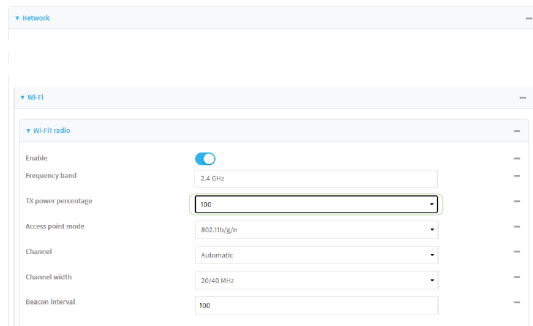 Network
Wi-Fi
Wi-Fi1 radio
Enable
Frequency band 2.4 GHz
TX power percentage 100
Access point mode 802.11b/g/n
Channel Automatic
Channel width 20/40 MHz
Beacon interval 100